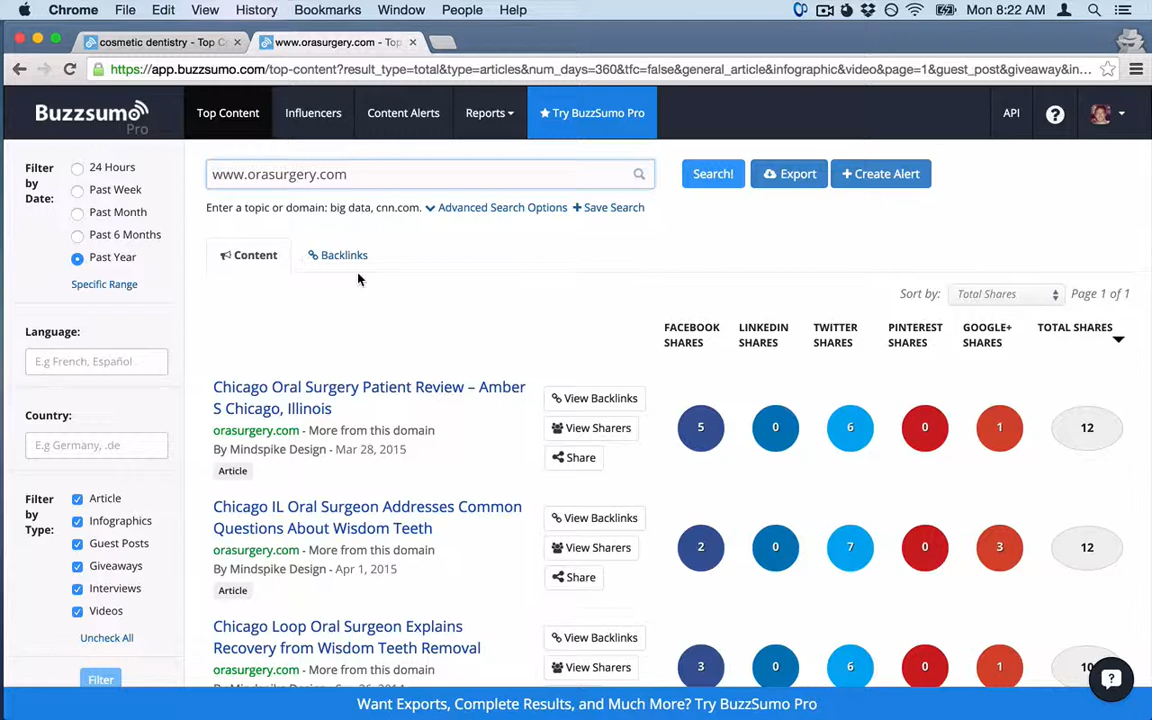 Chrome File Edit View History Bookmarks Window People Help Mon 8:22 AM
cosmetic dentistry - Top C www.orasurgery.com - Top
https://app.buzzsumo.com/top-content?result_type=total&type=articles&num_days=360&tfc=false&general_article&infographic&video&page=1&guest_post&giveaway&in...
Buzzsumo Pro Top Content Influencers Content Alerts Reports Try BuzzSumo Pro API ?
Filter by Date:
24 Hours
Past Week
Past Month
Past 6 Months
Past Year
Specific Range
Language:
E.g French, Español
Country:
E.g Germany, .de
Filter by Type:
Article
Infographics
Guest Posts
Giveaways
Interviews
Videos
Uncheck All
Filter
www.orasurgery.com Search! Export + Create Alert
Enter a topic or domain: big data, cnn.com. Advanced Search Options + Save Search
Content Backlinks
Sort by: Total Shares Page 1 of 1
FACEBOOK SHARES LINKEDIN SHARES TWITTER SHARES PINTEREST SHARES GOOGLE+ SHARES TOTAL SHARES
Chicago Oral Surgery Patient Review – Amber
S Chicago, Illinois
orasurgery.com - More from this domain
By Mindspike Design - Mar 28, 2015
Article
View Backlinks
View Sharers
Share
5 0 6 0 1 12
Chicago IL Oral Surgeon Addresses Common
Questions About Wisdom Teeth
orasurgery.com - More from this domain
By Mindspike Design - Apr 1, 2015
Article
View Backlinks
View Sharers
Share
2 0 7 0 3 12
Chicago Loop Oral Surgeon Explains
Recovery from Wisdom Teeth Removal
orasurgery.com - More from this domain
View Backlinks
View Sharers
3 0 6 0 1 10
Want Exports, Complete Results, and Much More? Try BuzzSumo Pro